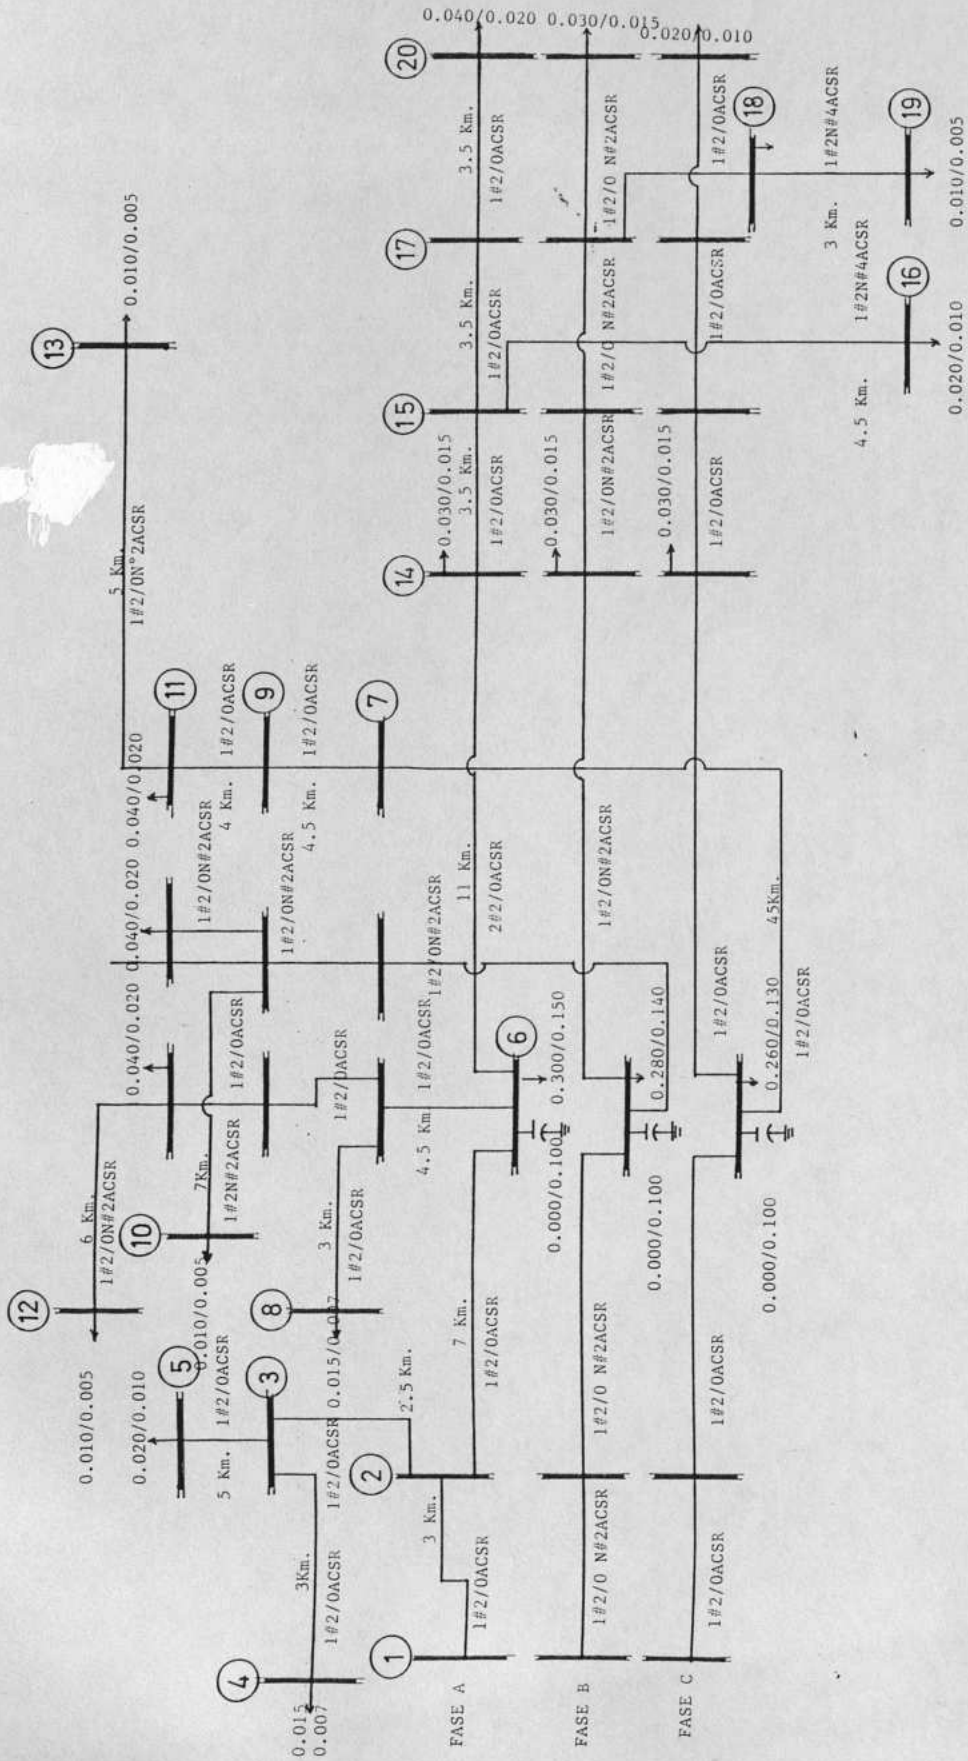 0.040/0.020 0.030/0.015 0.020/0.010
20
3.5 Km.
1#2/0ACSR
1#2/0 N#2ACSR
1#2/0ACSR
18
1#2N#4ACSR
3 Km.
19
0.010/0.005
17
3.5 Km.
1#2/0ACSR
1#2/0 N#2ACSR
1#2/0ACSR
1#2N#4ACSR
4.5 Km.
16
0.020/0.010
15
0.030/0.015
3.5 Km.
1#2/0ACSR
0.030/0.015
1#2/0N#2ACSR
0.030/0.015
1#2/0ACSR
14
13
0.010/0.005
5 Km.
1#2/0N°2ACSR
11
0.040/0.020
4 Km.
1#2/0ACSR
9
4.5 Km.
1#2/0ACSR
7
0.040/0.020
1#2/0N#2ACSR
1#2/0N#2ACSR
1#2/0N#2ACSR
0.040/0.020
1#2/0ACSR
1#2/0ACSR
4.5 Km.
1#2/0ACSR
11 Km.
2#2/0ACSR
1#2/0N#2ACSR
1#2/0ACSR
45Km.
1#2/0ACSR
6
0.300/0.150
0.280/0.140
0.260/0.130
0.000/0.100
0.000/0.100
0.000/0.100
12
6 Km.
1#2/0N#2ACSR
0.010/0.005
10
7Km.
1#2N#2ACSR
0.010/0.005
8
3 Km.
1#2/0ACSR
0.015/0.007
5
0.020/0.010
5 Km.
1#2/0ACSR
3
2.5 Km.
1#2/0ACSR
4
3Km.
1#2/0ACSR
0.015
0.007
2
7 Km.
1#2/0ACSR
1#2/0 N#2ACSR
1#2/0ACSR
1
3 Km.
1#2/0ACSR
1#2/0 N#2ACSR
1#2/0ACSR
FASE A
FASE B
FASE C